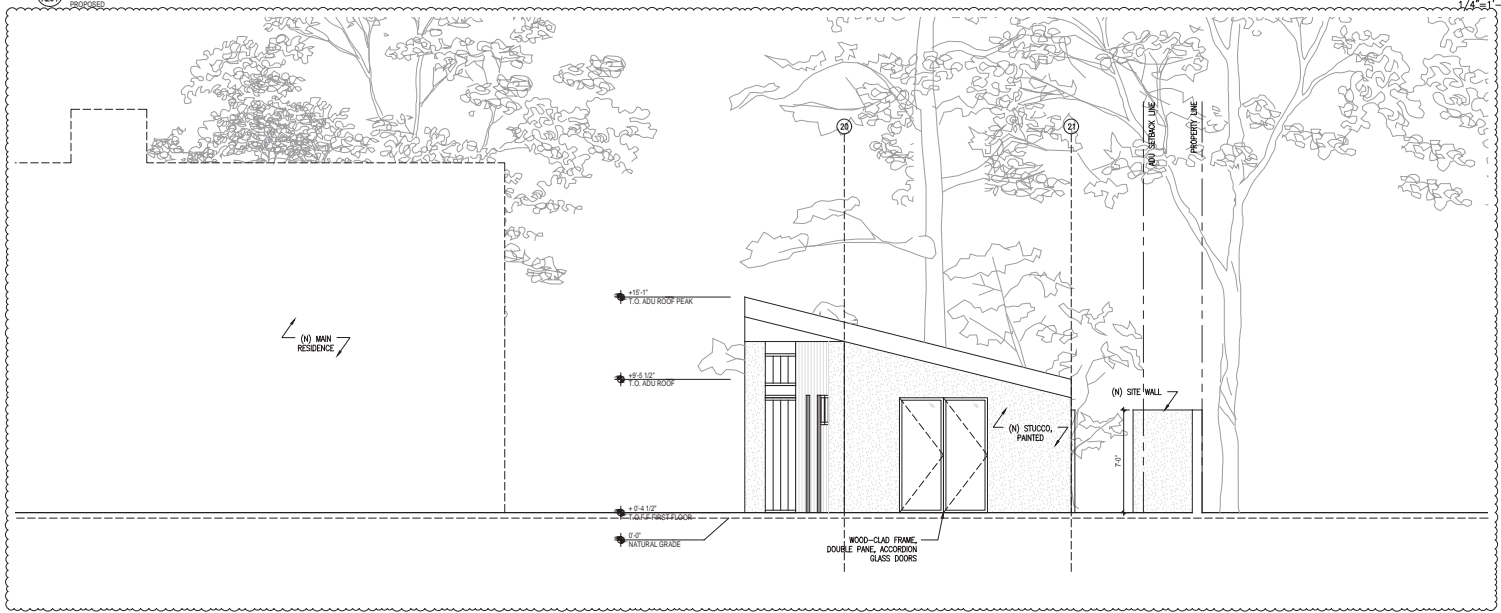 PROPOSED
1/4"=1'-
20
21
ADU SETBACK LINE
PROPERTY LINE
+15'-1"
T.O. ADU ROOF PEAK
(N) MAIN
RESIDENCE
+9'-5 1/2"
T.O. ADU ROOF
(N) SITE WALL
(N) STUCCO,
PAINTED
7'-0"
+ 0'-4 1/2"
T.O.F.F FIRST FLOOR
0'-0"
NATURAL GRADE
WOOD-CLAD FRAME,
DOUBLE PANE, ACCORDION
GLASS DOORS